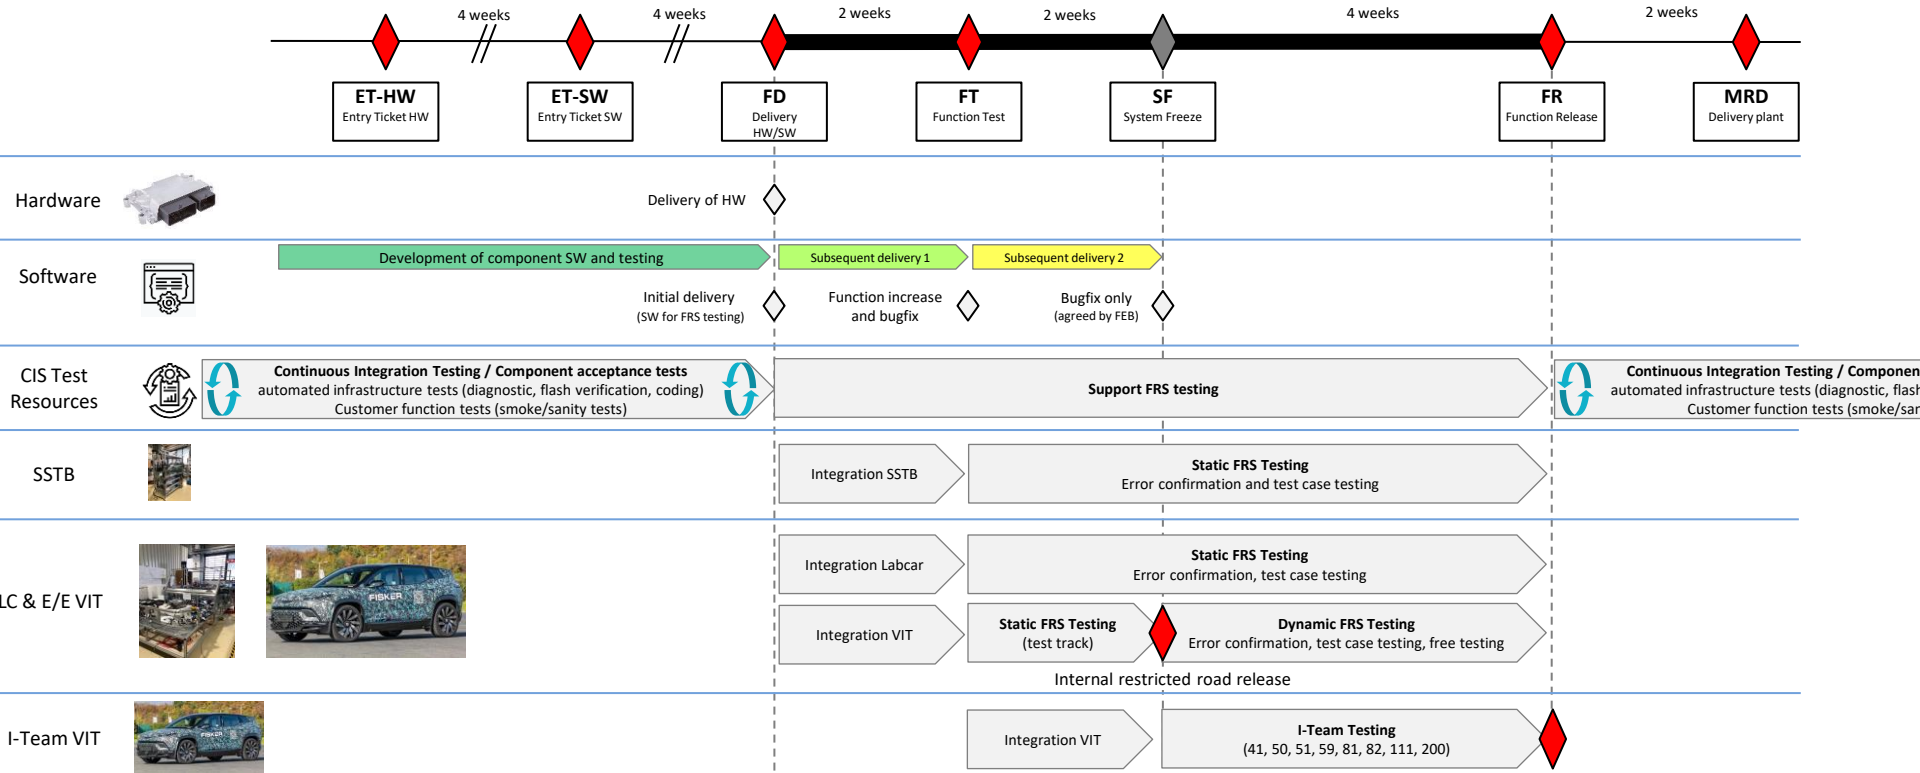 4 weeks
4 weeks
2 weeks
2 weeks
4 weeks
2 weeks
ET-HW
Entry Ticket HW
ET-SW
Entry Ticket SW
FD
Delivery
HW/SW
FT
Function Test
SF
System Freeze
FR
Function Release
MRD
Delivery plant
Hardware
Delivery of HW
Software
Development of component SW and testing
Subsequent delivery 1
Subsequent delivery 2
Initial delivery
(SW for FRS testing)
Function increase
and bugfix
Bugfix only
(agreed by FEB)
CIS Test
Resources
Continuous Integration Testing / Component acceptance tests
automated infrastructure tests (diagnostic, flash verification, coding)
Customer function tests (smoke/sanity tests)
Support FRS testing
Continuous Integration Testing / Componen
automated infrastructure tests (diagnostic, flash
Customer function tests (smoke/san
SSTB
Integration SSTB
Static FRS Testing
Error confirmation and test case testing
LC & E/E VIT
FISKER
Integration Labcar
Static FRS Testing
Error confirmation, test case testing
Integration VIT
Static FRS Testing
(test track)
Dynamic FRS Testing
Error confirmation, test case testing, free testing
Internal restricted road release
I-Team VIT
FISKER
Integration VIT
I-Team Testing
(41, 50, 51, 59, 81, 82, 111, 200)